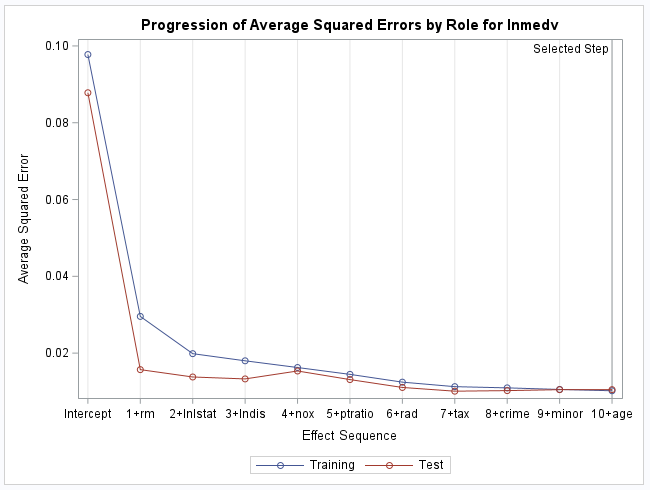 Progression of Average Squared Errors by Role for lnmedv
0.10
Selected Step
0.08
0.06
0.04
0.02
Average Squared Error
Intercept 1+rm 2+lnlstat 3+lndis 4+nox 5+ptratio 6+rad 7+tax 8+crime 9+minor 10+age
Effect Sequence
Training Test